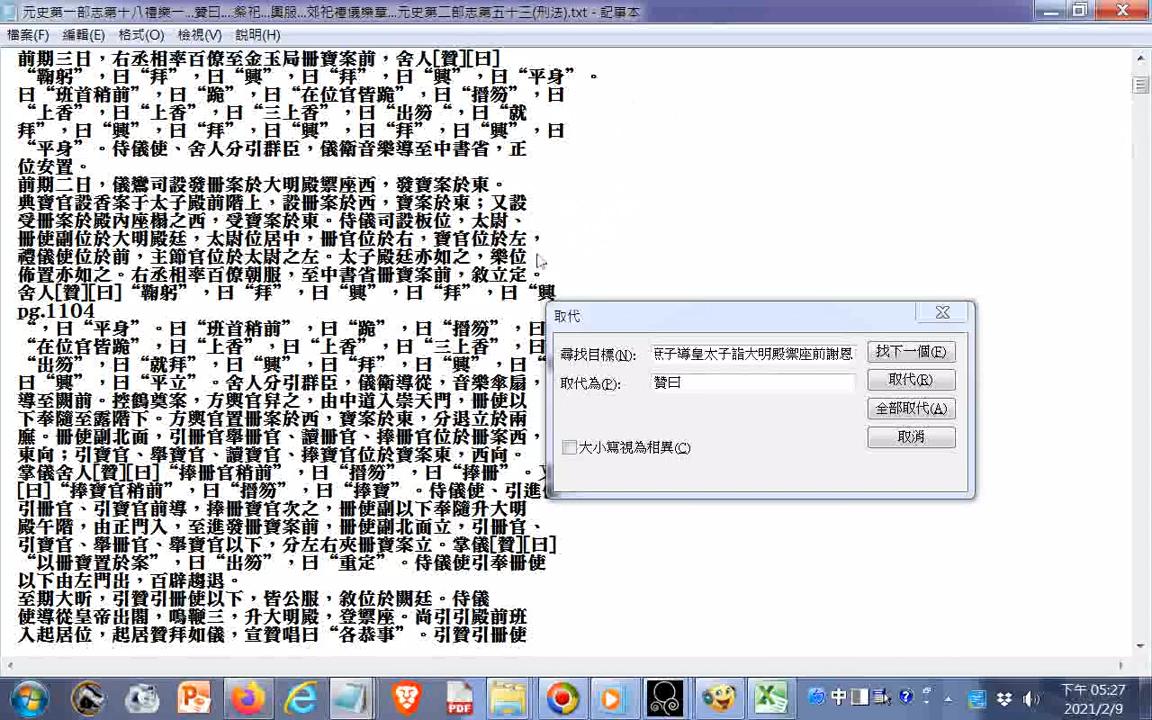 元史第一部志第十八禮樂一...贊曰...祭祀...輿服...郊祀禮儀樂章...元史第二部志第五十三(刑法).txt - 記事本
檔案(F) 編輯(E) 格式(O) 檢視(V) 說明(H)
前期三日，右丞相率百僚至金玉局冊寶案前，舍人[贊][曰]
“鞠躬”，曰“拜”，曰“興”，曰“拜”，曰“興”，曰“平身”。
曰“班首稍前”，曰“跪”，曰“在位官皆跪”，曰“搢笏”，曰
“上香”，曰“上香”，曰“三上香”，曰“出笏“，曰“就
拜”，曰“興”，曰“拜”，曰“興”，曰“拜”，曰“興”，曰
“平身”。侍儀使、舍人分引群臣，儀衛音樂導至中書省，正
位安置。
前期二日，儀鸞司設發冊案於大明殿禦座西，發寶案於東。
典寶官設香案于太子殿前階上，設冊案於西，寶案於東；又設
受冊案於殿內座榻之西，受寶案於東。侍儀司設板位，太尉、
冊使副位於大明殿廷，太尉位居中，冊官位於右，寶官位於左，
禮儀使位於前，主節官位於太尉之左。太子殿廷亦如之，樂位
佈置亦如之。右丞相率百僚朝服，至中書省冊寶案前，敘立定。
舍人[贊][曰]“鞠躬”，曰“拜”，曰“興”，曰“拜”，曰“興
pg.1104
“，曰“平身”。曰“班首稍前”，曰“跪”，曰“搢笏”，曰
“在位官皆跪”，曰“上香”，曰“上香”，曰“三上香”，曰
“出笏”，曰“就拜”，曰“興”，曰“拜”，曰“興”，曰“
曰“興”，曰“平立”。舍人分引群臣，儀衛導從，音樂傘扇，
導至闕前。控鶴奠案，方輿官舁之，由中道入崇天門，冊使以
下奉隨至露階下。方輿官置冊案於西，寶案於東，分退立於兩
廡。冊使副北面，引冊官舉冊官、讀冊官、捧冊官位於冊案西，
東向；引寶官、舉寶官、讀寶官、捧寶官位於寶案東，西向。
掌儀舍人[贊][曰]“捧冊官稍前”，曰“搢笏”，曰“捧冊”。又
[曰]“捧寶官稍前”，曰“搢笏”，曰“捧寶”。侍儀使、引進使
引冊官、引寶官前導，捧冊寶官次之，冊使副以下奉隨升大明
殿午階，由正門入，至進發冊寶案前，冊使副北面立，引冊官、
引寶官、舉冊官、舉寶官以下，分左右夾冊寶案立。掌儀[贊][曰]
“以冊寶置於案”，曰“出笏”，曰“重定”。侍儀使引奉冊使
以下由左門出，百辟趨退。
至期大昕，引贊引冊使以下，皆公服，敘位於闕廷。侍儀
使導從皇帝出閤，鳴鞭三，升大明殿，登禦座。尚引引殿前班
入起居位，起居贊拜如儀，宣贊唱曰“各恭事”。引贊引冊使
取代
尋找目標(N): 庶子導皇太子詣大明殿禦座前謝恩
取代為(P): 贊曰
大小寫視為相異(C)
找下一個(F)
取代(R)
全部取代(A)
取消
PDF
中
下午 05:27
2021/2/9